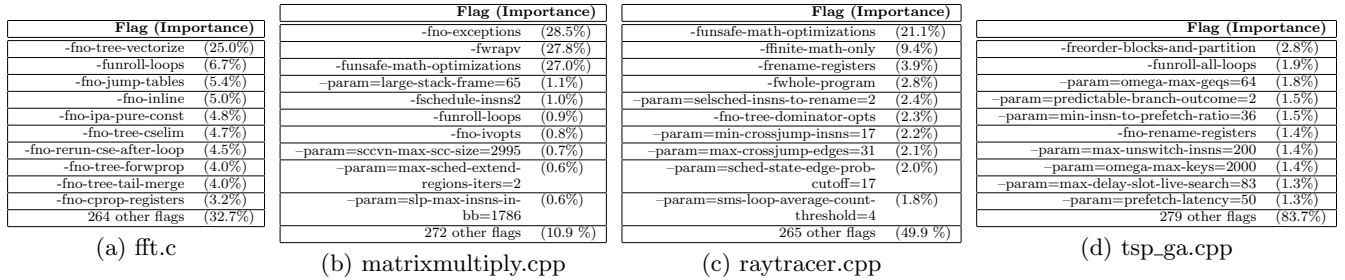 Flag (Importance)
-fno-tree-vectorize (25.0%)
-funroll-loops (6.7%)
-fno-jump-tables (5.4%)
-fno-inline (5.0%)
-fno-ipa-pure-const (4.8%)
-fno-tree-cselim (4.7%)
-fno-rerun-cse-after-loop (4.5%)
-fno-tree-forwprop (4.0%)
-fno-tree-tail-merge (4.0%)
-fno-cprop-registers (3.2%)
264 other flags (32.7%)
(a) fft.c
Flag (Importance)
-fno-exceptions (28.5%)
-fwrapv (27.8%)
-funsafe-math-optimizations (27.0%)
–param=large-stack-frame=65 (1.1%)
-fschedule-insns2 (1.0%)
-funroll-loops (0.9%)
-fno-ivopts (0.8%)
–param=sccvn-max-scc-size=2995 (0.7%)
–param=max-sched-extend- (0.6%)
regions-iters=2
–param=slp-max-insns-in- (0.6%)
bb=1786
272 other flags (10.9 %)
(b) matrixmultiply.cpp
Flag (Importance)
-funsafe-math-optimizations (21.1%)
-ffinite-math-only (9.4%)
-frename-registers (3.9%)
-fwhole-program (2.8%)
–param=selsched-insns-to-rename=2 (2.4%)
-fno-tree-dominator-opts (2.3%)
–param=min-crossjump-insns=17 (2.2%)
–param=max-crossjump-edges=31 (2.1%)
–param=sched-state-edge-prob- (2.0%)
cutoff=17
–param=sms-loop-average-count- (1.8%)
threshold=4
265 other flags (49.9 %)
(c) raytracer.cpp
Flag (Importance)
-freorder-blocks-and-partition (2.8%)
-funroll-all-loops (1.9%)
–param=omega-max-geqs=64 (1.8%)
–param=predictable-branch-outcome=2 (1.5%)
–param=min-insn-to-prefetch-ratio=36 (1.5%)
-fno-rename-registers (1.4%)
–param=max-unswitch-insns=200 (1.4%)
–param=omega-max-keys=2000 (1.4%)
–param=max-delay-slot-live-search=83 (1.3%)
–param=prefetch-latency=50 (1.3%)
279 other flags (83.7%)
(d) tsp_ga.cpp